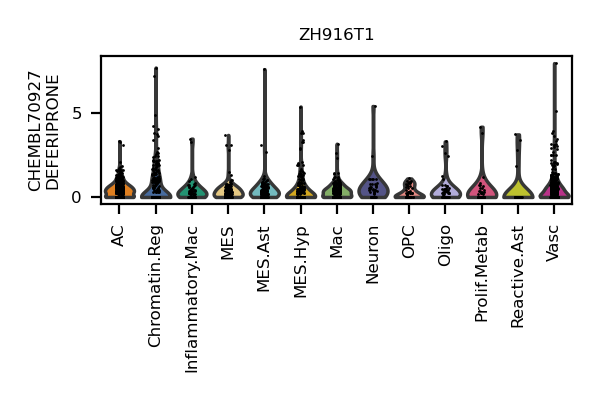 ZH916T1
CHEMBL70927
DEFERIPRONE
5
0
AC
Chromatin.Reg
Inflammatory.Mac
MES
MES.Ast
MES.Hyp
Mac
Neuron
OPC
Oligo
Prolif.Metab
Reactive.Ast
Vasc